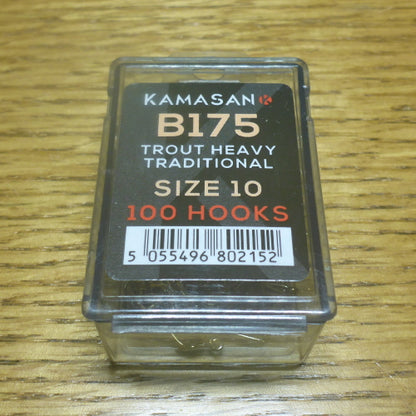 KAMASAN K
B175
TROUT HEAVY
TRADITIONAL
SIZE 10
100 HOOKS
5 055496 802152